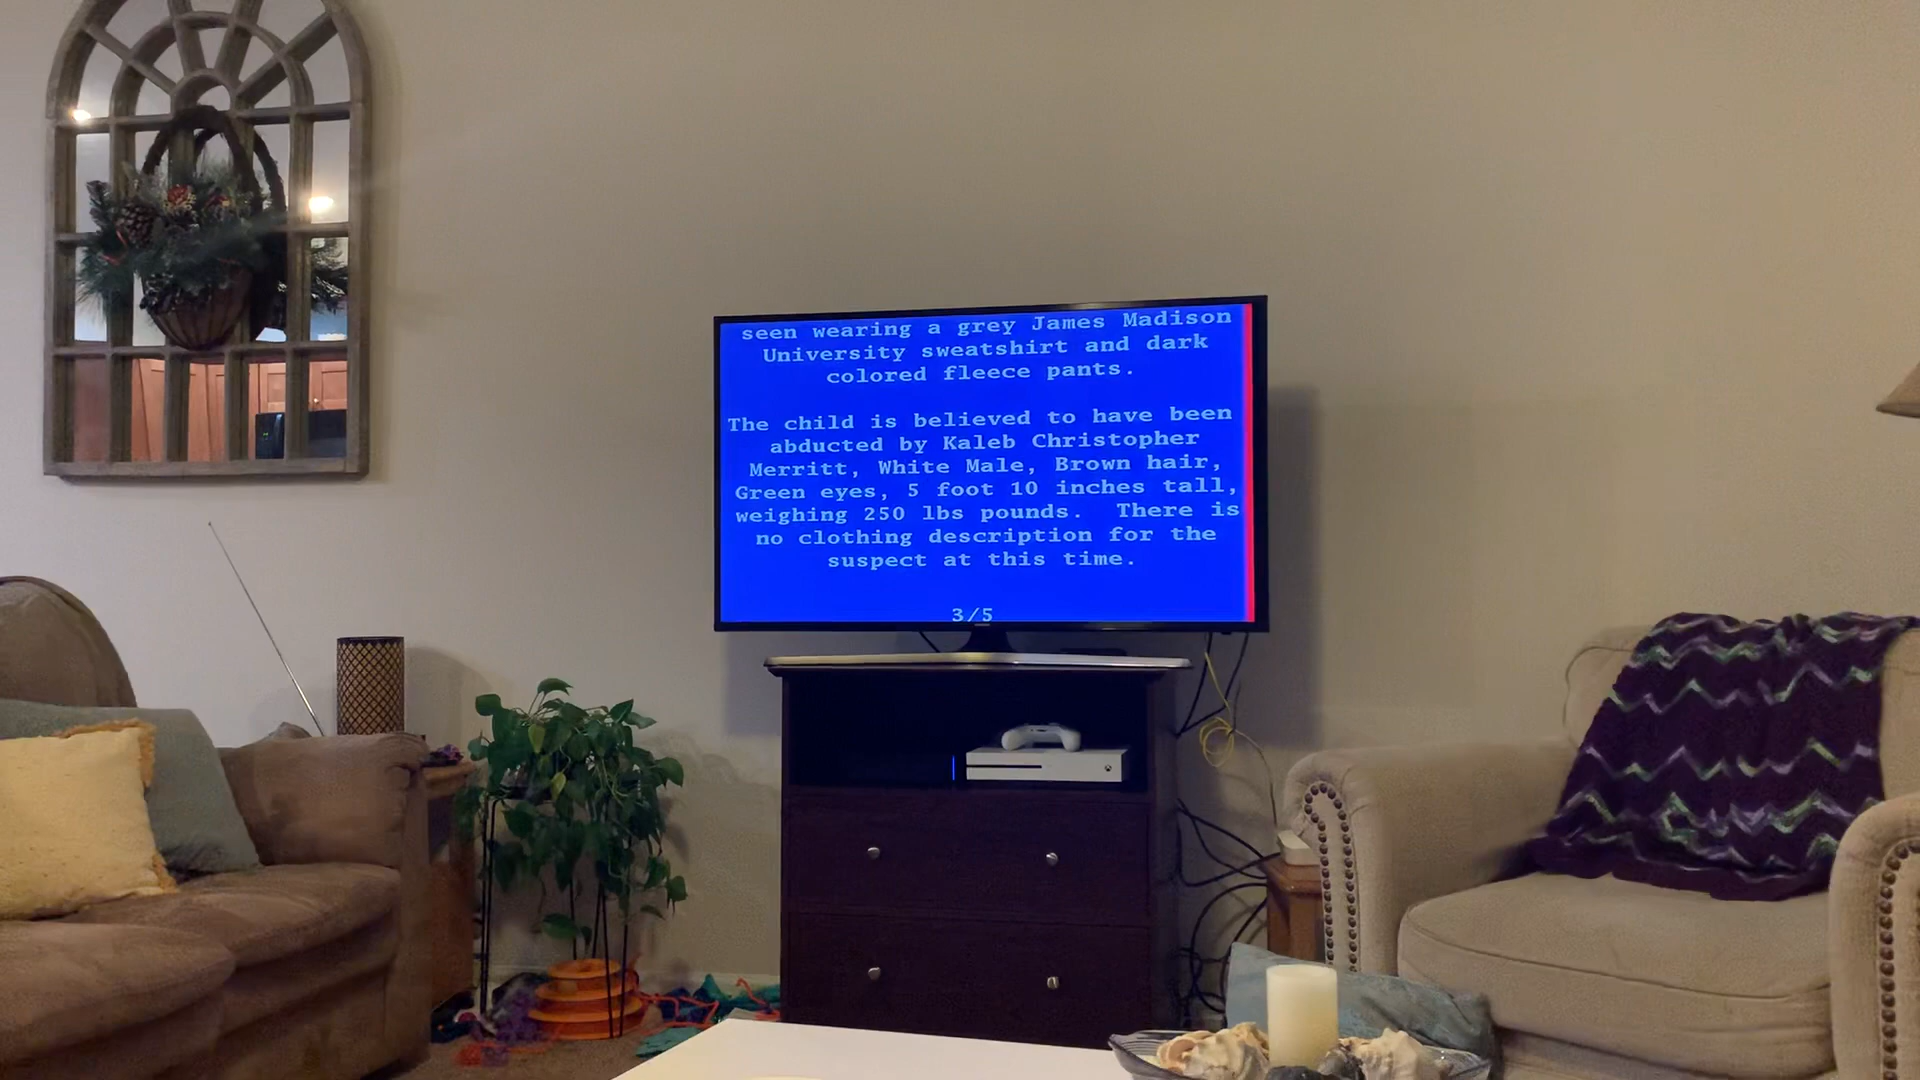 seen wearing a grey James Madison
University sweatshirt and dark
colored fleece pants.
The child is believed to have been
abducted by Kaleb Christopher
Merritt, White Male, Brown hair,
Green eyes, 5 foot 10 inches tall,
weighing 250 lbs pounds. There is
no clothing description for the
suspect at this time.
3/5